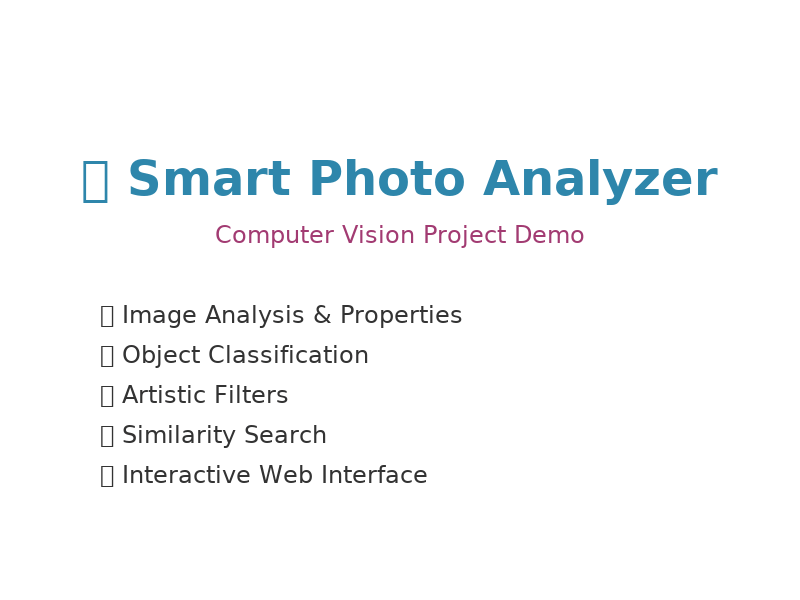 Smart Photo Analyzer
Computer Vision Project Demo
Image Analysis & Properties
Object Classification
Artistic Filters
Similarity Search
Interactive Web Interface